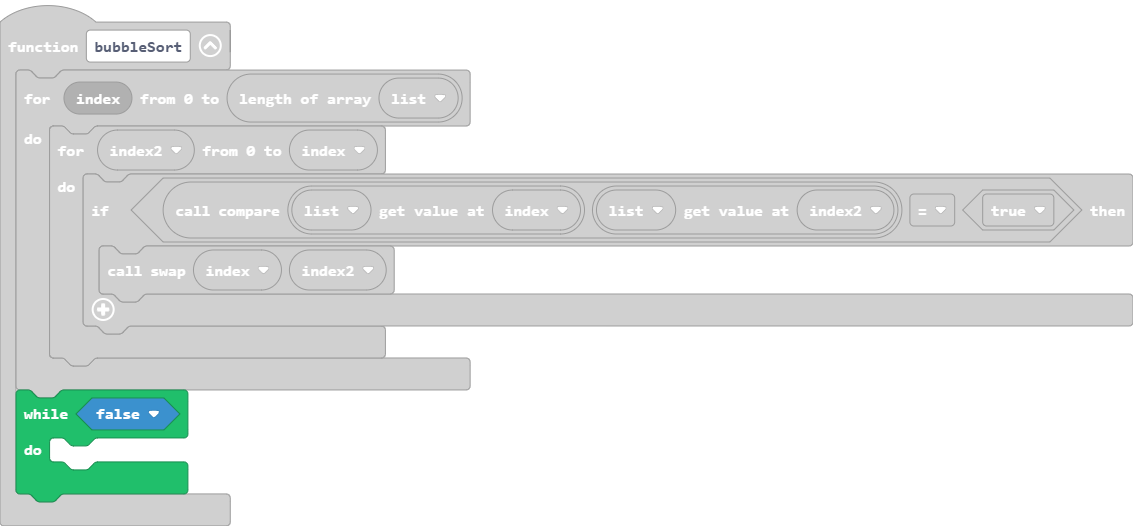 function bubbleSort
for index from 0 to length of array list
do
for index2 from 0 to index
do
if call compare list get value at index list get value at index2 = true then
call swap index index2
while false
do